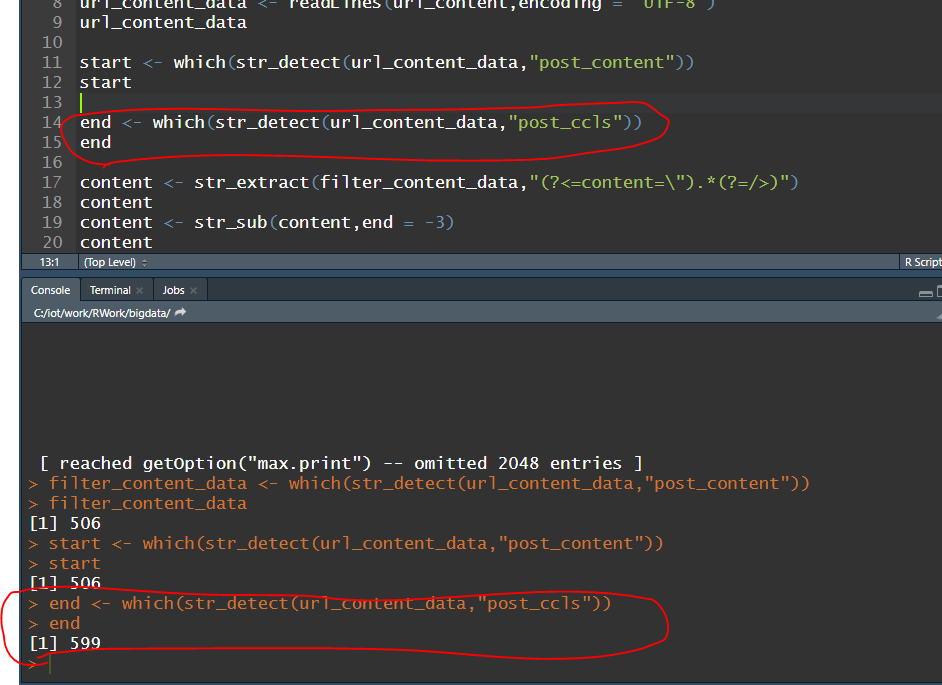 8 url_content_data <- readLines(url_content,encoding = "UTF-8")
9 url_content_data
10
11 start <- which(str_detect(url_content_data,"post_content"))
12 start
13
14 end <- which(str_detect(url_content_data,"post_ccls"))
15 end
16
17 content <- str_extract(filter_content_data,"(?<=content=\").*(?=/>)")
18 content
19 content <- str_sub(content,end = -3)
20 content
13:1 (Top Level) R Script
Console Terminal Jobs
C:/iot/work/RWork/bigdata/
[ reached getOption("max.print") -- omitted 2048 entries ]
> filter_content_data <- which(str_detect(url_content_data,"post_content"))
> filter_content_data
[1] 506
> start <- which(str_detect(url_content_data,"post_content"))
> start
[1] 506
> end <- which(str_detect(url_content_data,"post_ccls"))
> end
[1] 599
>